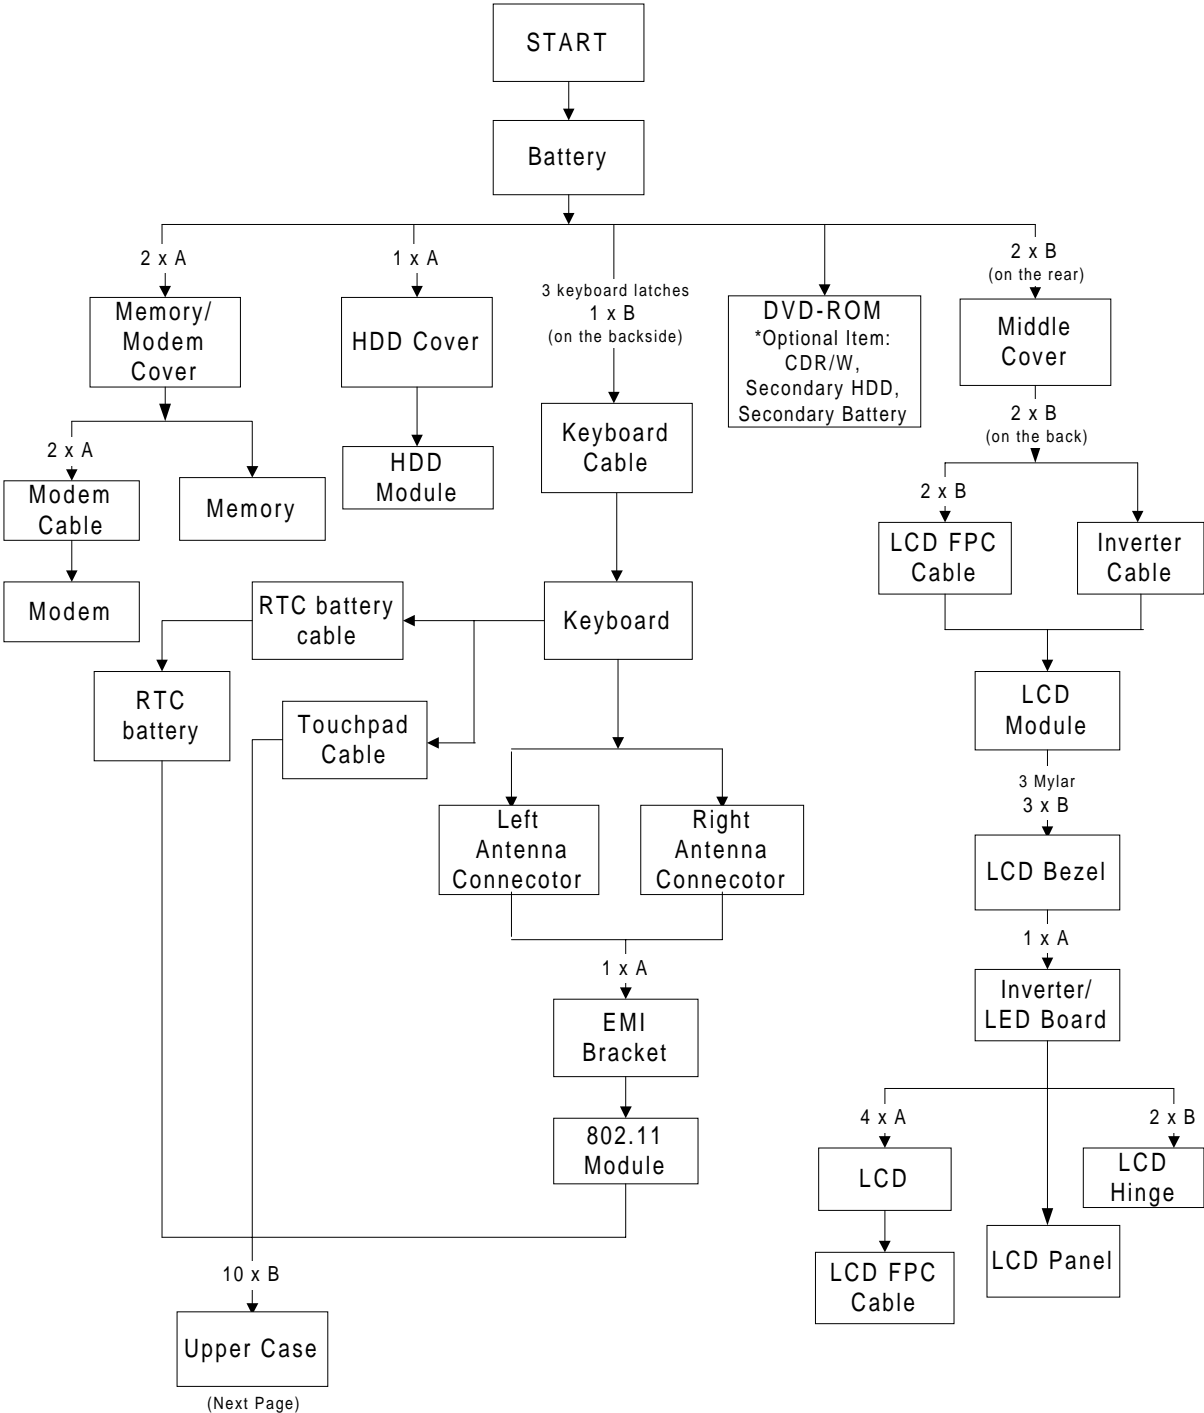 START
Battery
2 x A
1 x A
3 keyboard latches
1 x B
(on the backside)
2 x B
(on the rear)
Memory/
Modem
Cover
HDD Cover
DVD-ROM
*Optional Item:
CDR/W,
Secondary HDD,
Secondary Battery
Middle
Cover
2 x B
(on the back)
Keyboard
Cable
2 x A
HDD
Module
Modem
Cable
Memory
2 x B
LCD FPC
Cable
Inverter
Cable
Modem
RTC battery
cable
Keyboard
RTC
battery
Touchpad
Cable
LCD
Module
3 Mylar
3 x B
Left
Antenna
Connecotor
Right
Antenna
Connecotor
LCD Bezel
1 x A
1 x A
EMI
Bracket
Inverter/
LED Board
802.11
Module
4 x A
2 x B
LCD
LCD
Hinge
LCD Panel
LCD FPC
Cable
10 x B
Upper Case
(Next Page)